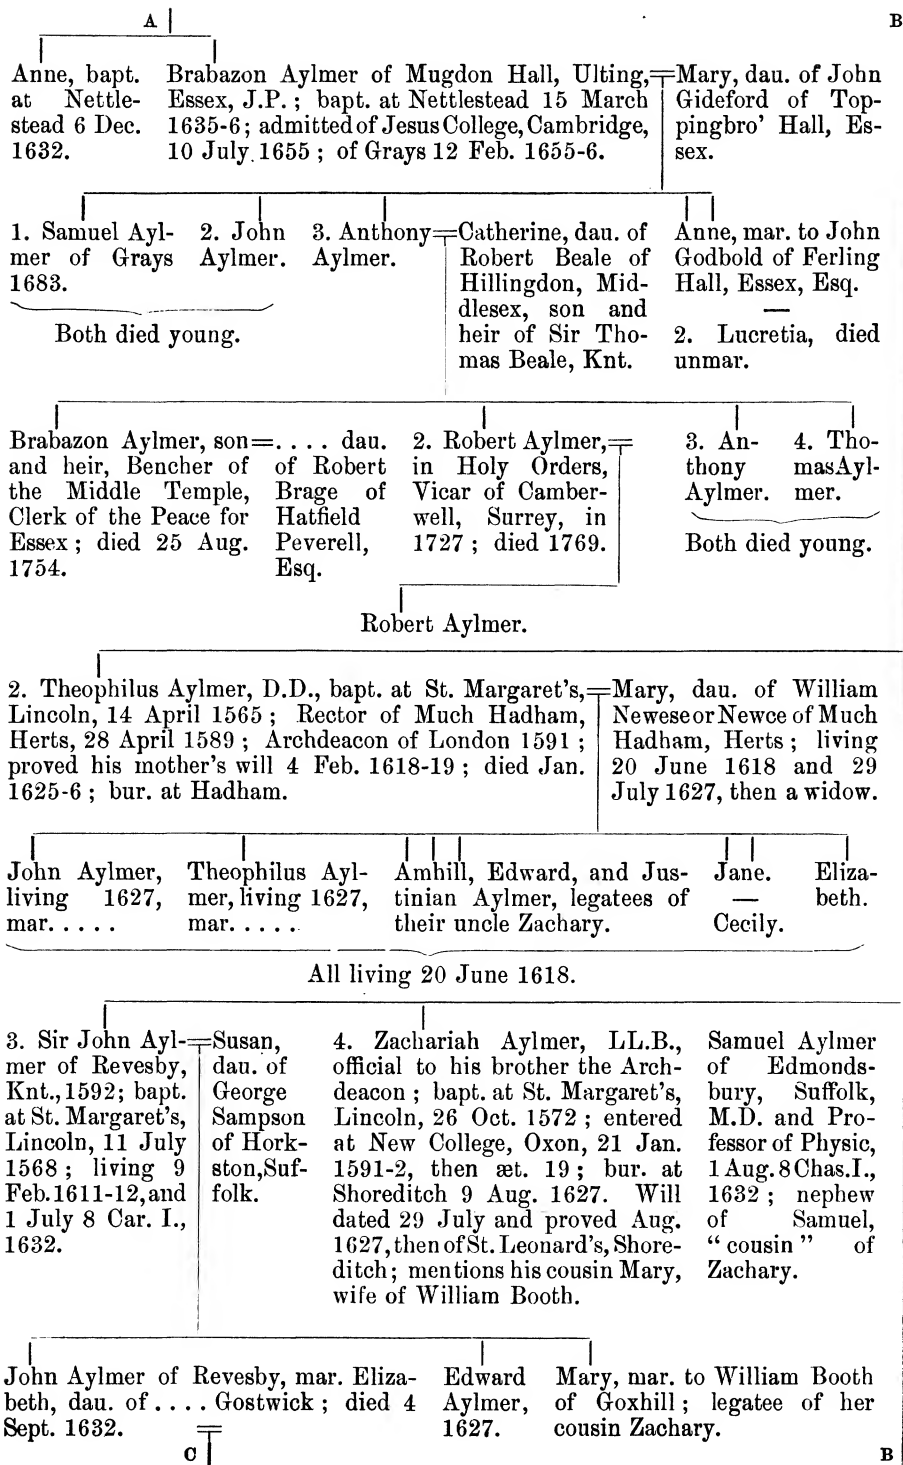 A B
Anne, bapt.
at Nettle-
stead 6 Dec.
1632.
Brabazon Aylmer of Mugdon Hall, Ulting,
Essex, J.P. ; bapt. at Nettlestead 15 March
1635-6 ; admitted of Jesus College, Cambridge,
10 July 1655 ; of Grays 12 Feb. 1655-6.
Mary, dau. of John
Gideford of Top-
pingbro' Hall, Es-
sex.
1. Samuel Ayl-
mer of Grays
1683.
2. John
Aylmer.
Both died young.
3. Anthony
Aylmer.
Catherine, dau. of
Robert Beale of
Hillingdon, Mid-
dlesex, son and
heir of Sir Tho-
mas Beale, Knt.
Anne, mar. to John
Godbold of Ferling
Hall, Essex, Esq.
—
2. Lucretia, died
unmar.
Brabazon Aylmer, son
and heir, Bencher of
the Middle Temple,
Clerk of the Peace for
Essex ; died 25 Aug.
1754.
= . . . . dau.
of Robert
Brage of
Hatfield
Peverell,
Esq.
2. Robert Aylmer,
in Holy Orders,
Vicar of Camber-
well, Surrey, in
1727 ; died 1769.
3. An-
thony
Aylmer.
4. Tho-
mas Ayl-
mer.
Both died young.
Robert Aylmer.
2. Theophilus Aylmer, D.D., bapt. at St. Margaret's,
Lincoln, 14 April 1565 ; Rector of Much Hadham,
Herts, 28 April 1589 ; Archdeacon of London 1591 ;
proved his mother's will 4 Feb. 1618-19 ; died Jan.
1625-6 ; bur. at Hadham.
Mary, dau. of William
Newese or Newce of Much
Hadham, Herts ; living
20 June 1618 and 29
July 1627, then a widow.
John Aylmer,
living 1627,
mar. . . . .
Theophilus Ayl-
mer, living 1627,
mar. . . . .
Amhill, Edward, and Jus-
tinian Aylmer, legatees of
their uncle Zachary.
Jane.
—
Cecily.
Eliza-
beth.
All living 20 June 1618.
3. Sir John Ayl-
mer of Revesby,
Knt., 1592; bapt.
at St. Margaret's,
Lincoln, 11 July
1568 ; living 9
Feb. 1611-12, and
1 July 8 Car. I.,
1632.
Susan,
dau. of
George
Sampson
of Hork-
ston, Suf-
folk.
4. Zachariah Aylmer, LL.B.,
official to his brother the Arch-
deacon ; bapt. at St. Margaret's,
Lincoln, 26 Oct. 1572 ; entered
at New College, Oxon, 21 Jan.
1591-2, then æt. 19 ; bur. at
Shoreditch 9 Aug. 1627. Will
dated 29 July and proved Aug.
1627, then of St. Leonard's, Shore-
ditch ; mentions his cousin Mary,
wife of William Booth.
Samuel Aylmer
of Edmonds-
bury, Suffolk,
M.D. and Pro-
fessor of Physic,
1 Aug. 8 Chas. I.,
1632 ; nephew
of Samuel,
“ cousin ” of
Zachary.
John Aylmer of Revesby, mar. Eliza-
beth, dau. of . . . . Gostwick ; died 4
Sept. 1632.
Edward
Aylmer,
1627.
Mary, mar. to William Booth
of Goxhill ; legatee of her
cousin Zachary.
C B